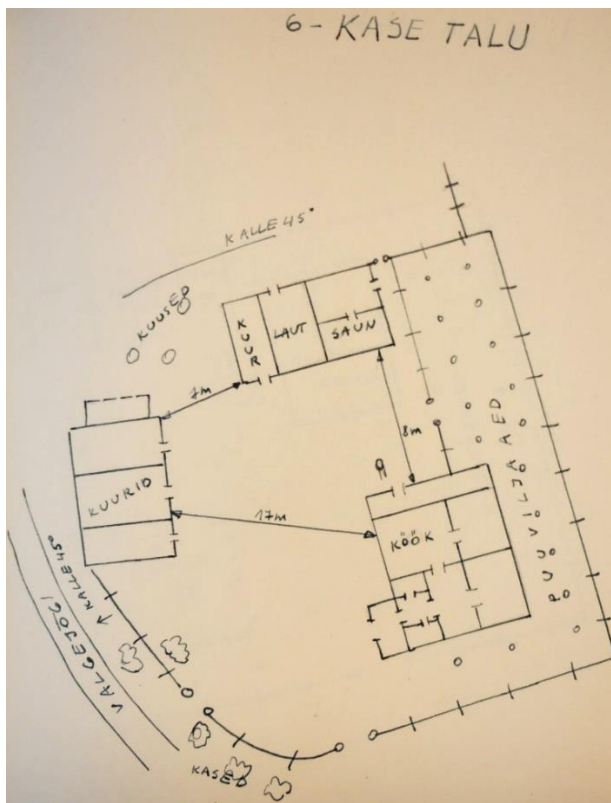 6 - KASE TALU
KALLE 45°
KUUSED
KUUR
LAUT
SAUN
7m
8m
KUURID
17m
KÖÖK
PUUVILJAAED
KALLE 45°
VALGEJÕGI
KASED